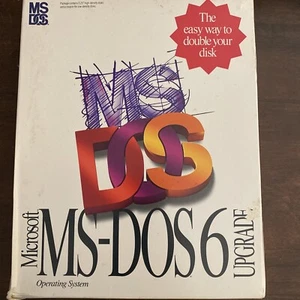 MS
DOS
The
easy way to
double your
disk
MS
DOS
Microsoft
MS-DOS 6
UPGRADE
Operating System